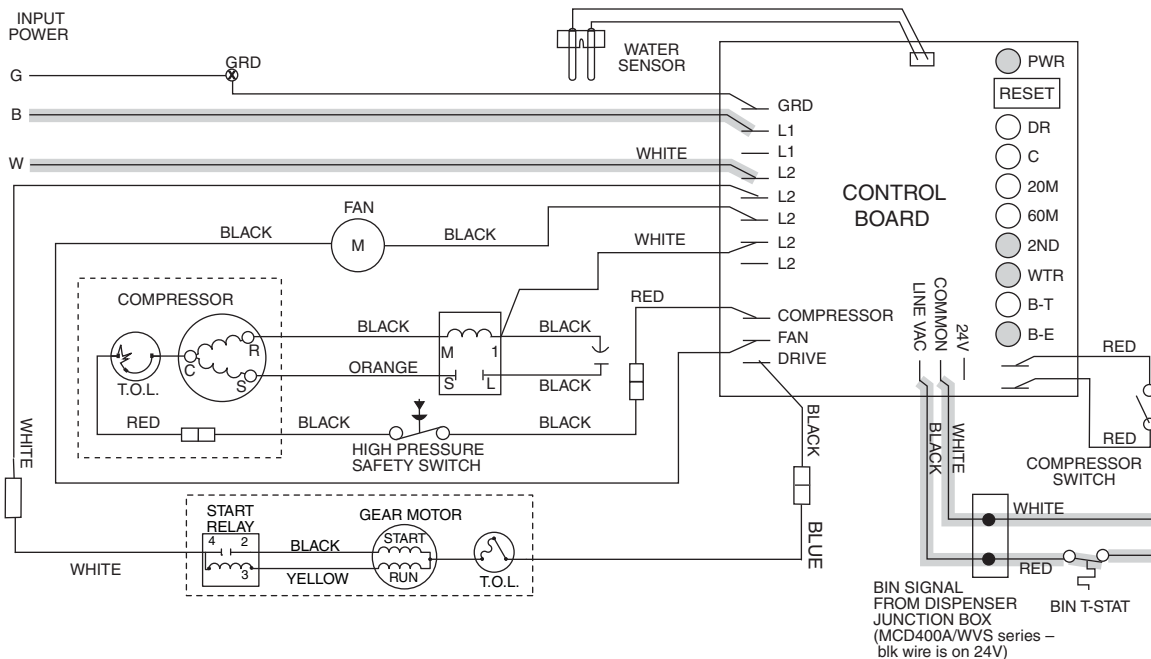 INPUT
POWER
G
GRD
B
W
WHITE
WATER
SENSOR
GRD
L1
L1
L2
L2
L2
L2
L2
COMPRESSOR
FAN
DRIVE
CONTROL
BOARD
PWR
RESET
DR
C
20M
60M
2ND
WTR
B-T
B-E
LINE VAC
COMMON
24V
FAN
M
BLACK
BLACK
WHITE
RED
COMPRESSOR
T.O.L.
C
R
S
BLACK
ORANGE
M
1
S
L
BLACK
BLACK
RED
BLACK
BLACK
HIGH PRESSURE
SAFETY SWITCH
WHITE
WHITE
START
RELAY
4
2
3
BLACK
YELLOW
GEAR MOTOR
START
RUN
T.O.L.
BLACK
BLUE
BLACK
WHITE
RED
RED
COMPRESSOR
SWITCH
WHITE
RED
BIN T-STAT
BIN SIGNAL
FROM DISPENSER
JUNCTION BOX
(MCD400A/WVS series –
blk wire is on 24V)